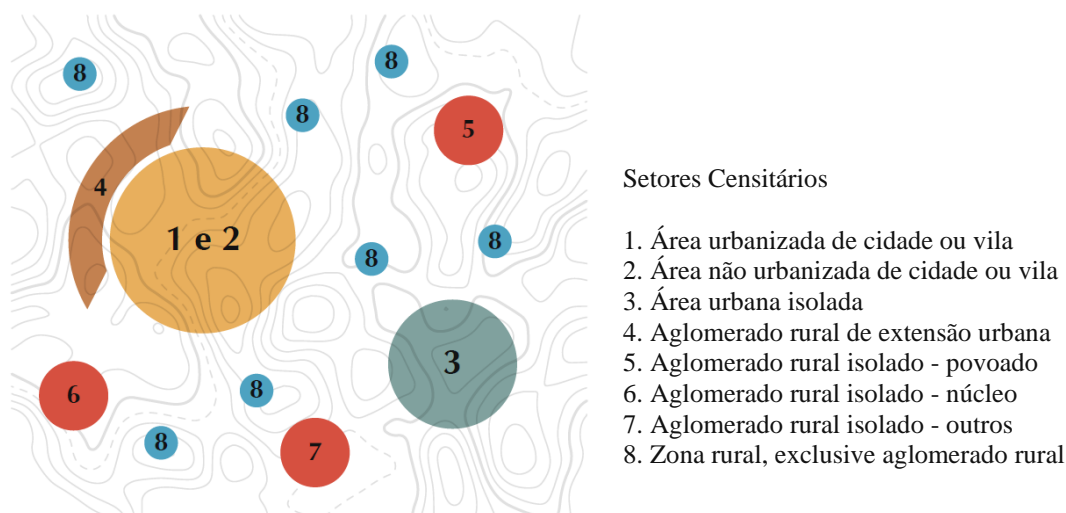 8
8
8
5
4
1 e 2
8
8
3
8
6
8
7
Setores Censitários
1. Área urbanizada de cidade ou vila
2. Área não urbanizada de cidade ou vila
3. Área urbana isolada
4. Aglomerado rural de extensão urbana
5. Aglomerado rural isolado - povoado
6. Aglomerado rural isolado - núcleo
7. Aglomerado rural isolado - outros
8. Zona rural, exclusive aglomerado rural